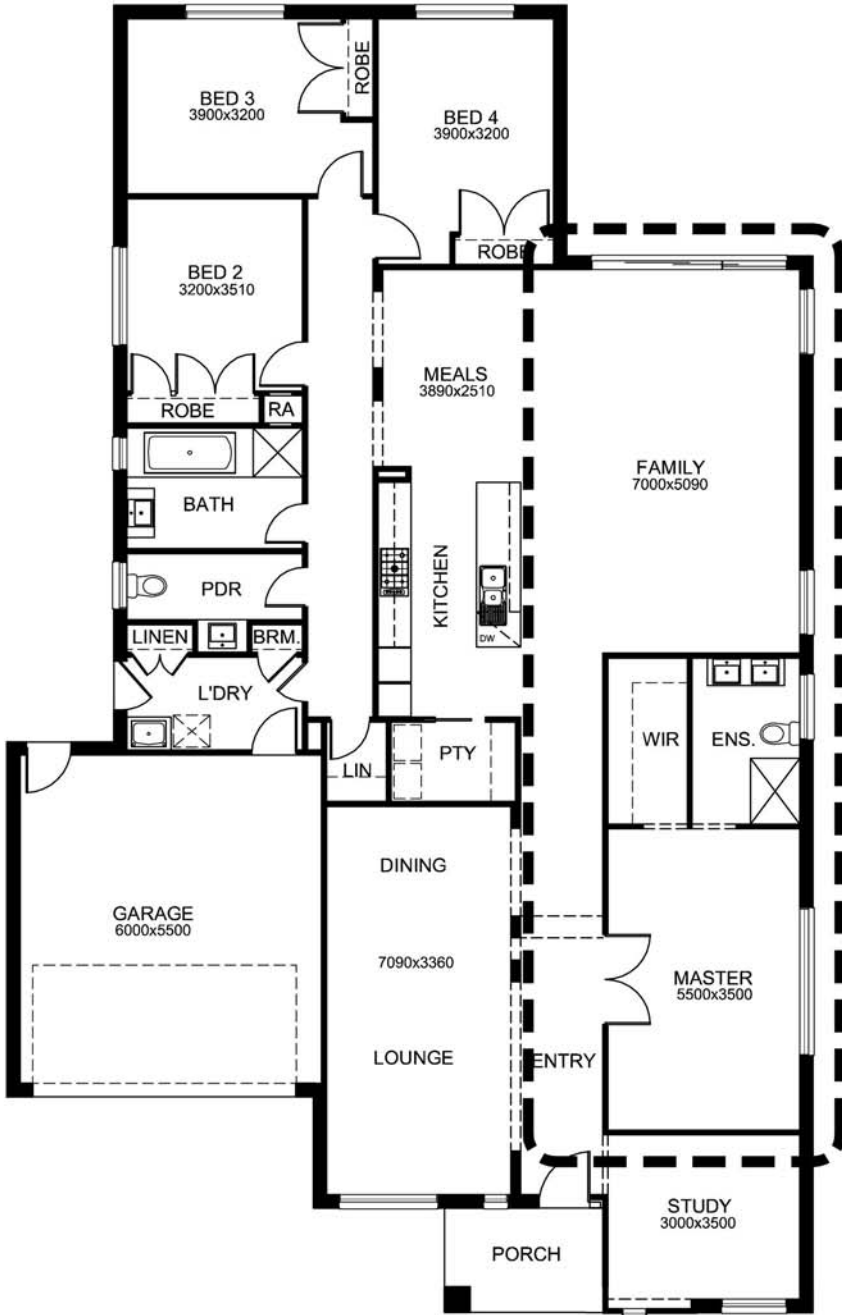 BED 3
3900x3200
ROBE
BED 4
3900x3200
ROBE
BED 2
3200x3510
ROBE
RA
MEALS
3890x2510
FAMILY
7000x5090
BATH
KITCHEN
PDR
DW
LINEN
BRM.
L'DRY
LIN
PTY
WIR
ENS.
DINING
GARAGE
6000x5500
7090x3360
MASTER
5500x3500
LOUNGE
ENTRY
STUDY
3000x3500
PORCH